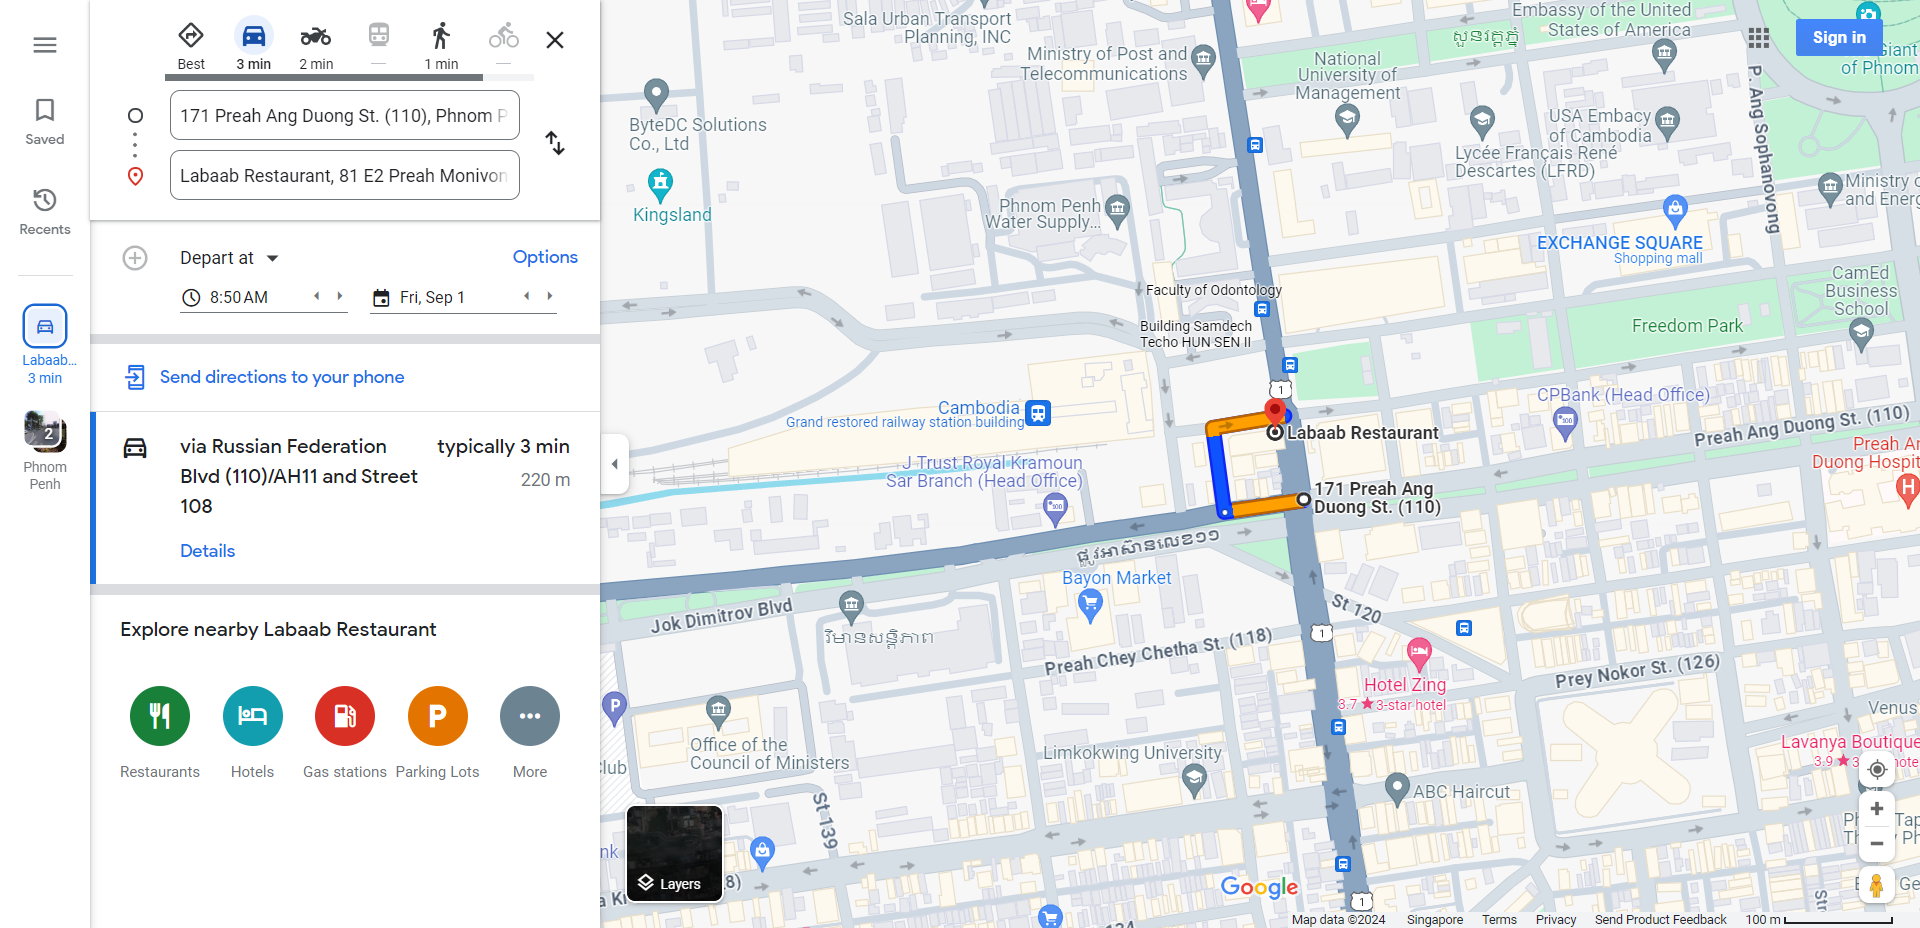 Saved
Recents
Labaab...
3 min
2
Phnom
Penh
Best
3 min
2 min
1 min
171 Preah Ang Duong St. (110), Phnom P
Labaab Restaurant, 81 E2 Preah Monivon
Depart at
Options
8:50 AM
Fri, Sep 1
Send directions to your phone
via Russian Federation
Blvd (110)/AH11 and Street
108
typically 3 min
220 m
Details
Explore nearby Labaab Restaurant
Restaurants
Hotels
Gas stations
Parking Lots
More
Sala Urban Transport
Planning, INC
Ministry of Post and
Telecommunications
National
University of
Management
Embassy of the United
States of America
សួនវត្តភ្នំ
Sign in
Giant
of Phnom
P. Ang Sophanovong
ByteDC Solutions
Co., Ltd
Kingsland
USA Embacy
of Cambodia
Lycée Français René
Descartes (LFRD)
Ministry
and Energ
Phnom Penh
Water Supply...
EXCHANGE SQUARE
Shopping mall
CamEd
Business
School
Faculty of Odontology
Building Samdech
Techo HUN SEN II
Freedom Park
1
CPBank (Head Office)
Cambodia
Grand restored railway station building
Labaab Restaurant
Preah Ang Duong St. (110)
Preah A
Duong Hospit
J Trust Royal Kramoun
Sar Branch (Head Office)
171 Preah Ang
Duong St. (110)
ផ្លូវអាស៊ានលេខ១១
Bayon Market
Jok Dimitrov Blvd
វិមានសន្តិភាព
St 120
1
Preah Chey Chetha St. (118)
Prey Nokor St. (126)
Hotel Zing
3.7 ★ 3-star hotel
Venus
Office of the
Council of Ministers
Limkokwing University
Lavanya Boutique
3.9 ★
ABC Haircut
St 139
Layers
Google
1
Map data ©2024
Singapore
Terms
Privacy
Send Product Feedback
100 m